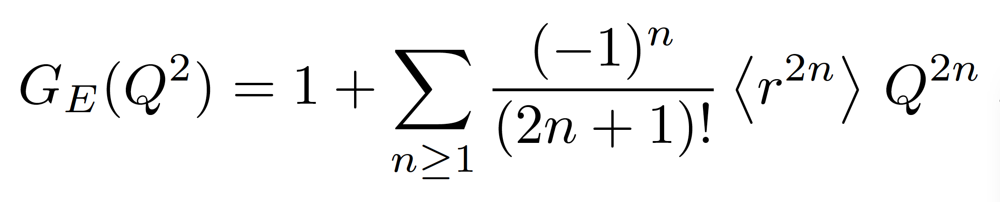 G_E(Q^2) = 1 + \sum_{n \geq 1} \frac{(-1)^n}{(2n+1)!} \langle r^{2n} \rangle Q^{2n}